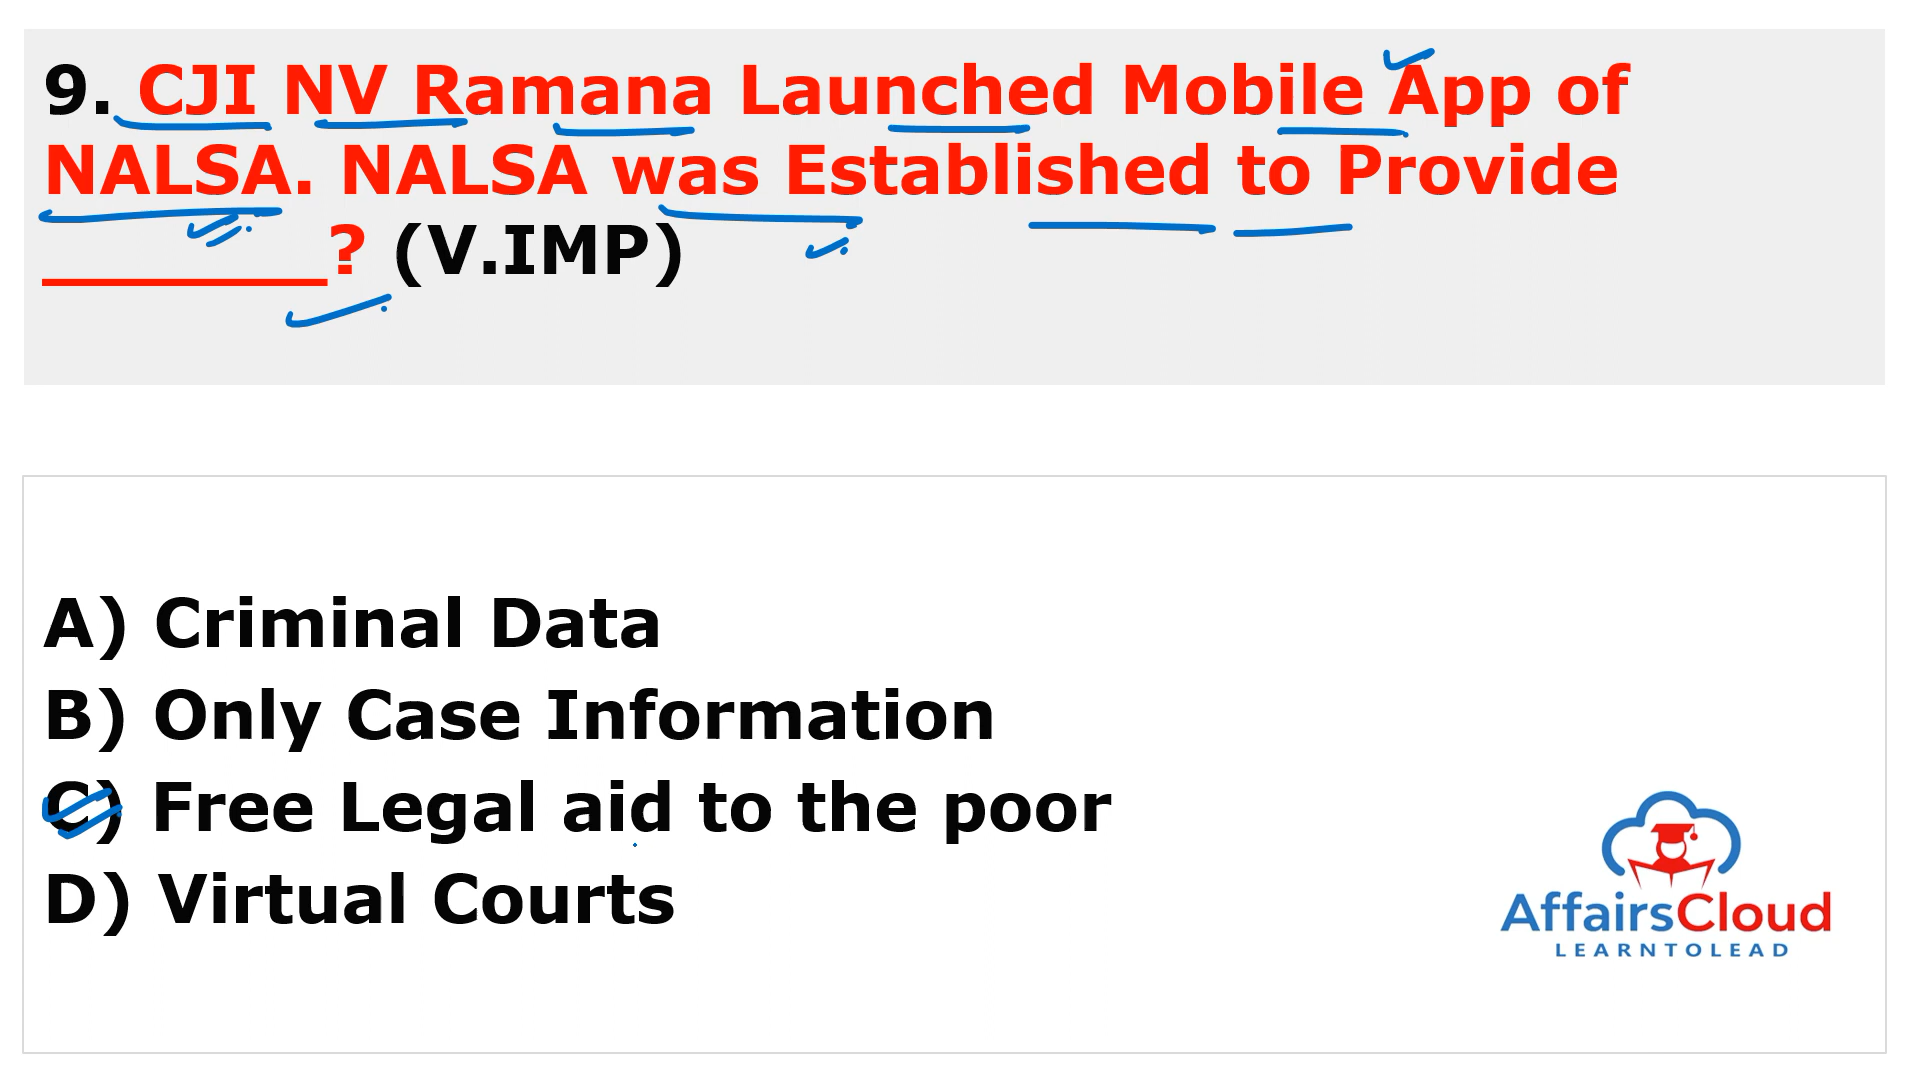 9. CJI NV Ramana Launched Mobile App of
NALSA. NALSA was Established to Provide
_________? (V.IMP)
A) Criminal Data
B) Only Case Information
C) Free Legal aid to the poor
D) Virtual Courts
AffairsCloud
LEARNTOLEAD